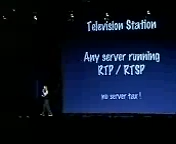 Television Station
Any server running
RTP / RTSP
no server tax!